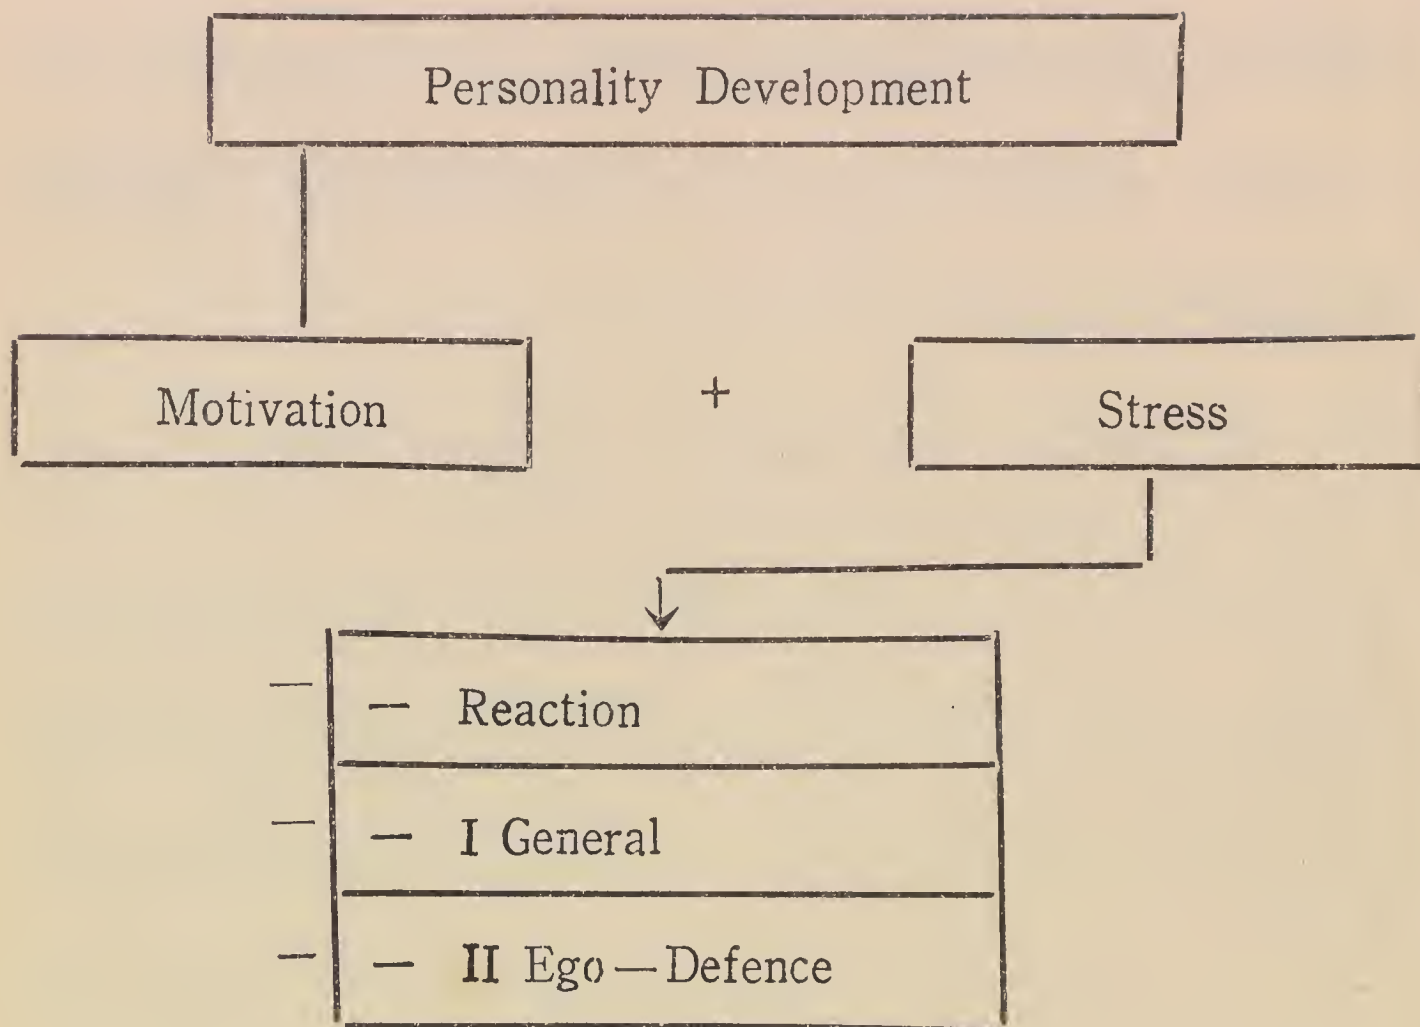 Personality Development
Motivation + Stress
— Reaction
— I General
— II Ego—Defence